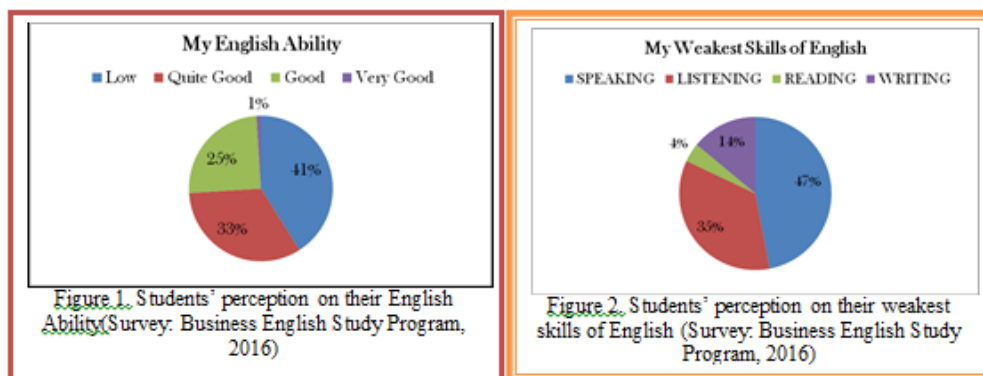 My English Ability
Low Quite Good Good Very Good
1%
25%
41%
33%
Figure 1. Students' perception on their English
Ability(Survey: Business English Study Program,
2016)
My Weakest Skills of English
SPEAKING LISTENING READING WRITING
4%
14%
47%
35%
Figure 2. Students' perception on their weakest
skills of English (Survey: Business English Study
Program, 2016)